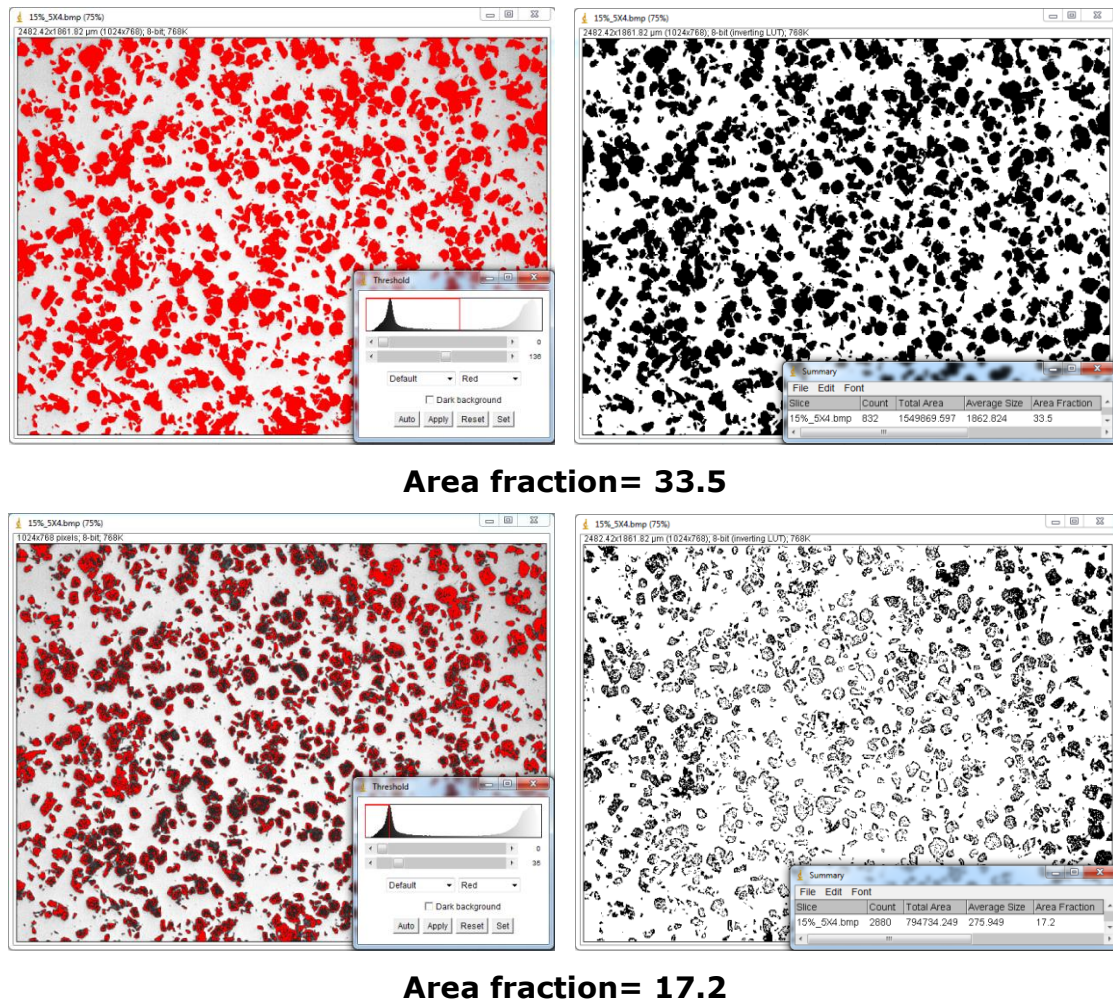 15%_5X4.bmp (75%)
2482.42x1861.82 µm (1024x768); 8-bit; 768K
Threshold
0
136
Default Red
Dark background
Auto Apply Reset Set
15%_5X4.bmp (75%)
2482.42x1861.82 µm (1024x768); 8-bit (inverting LUT); 768K
Summary
File Edit Font
Slice Count Total Area Average Size Area Fraction
15%_5X4.bmp 832 1549869.597 1862.824 33.5
Area fraction= 33.5
15%_5X4.bmp (75%)
1024x768 pixels; 8-bit; 768K
Threshold
0
36
Default Red
Dark background
Auto Apply Reset Set
15%_5X4.bmp (75%)
2482.42x1861.82 µm (1024x768); 8-bit (inverting LUT); 768K
Summary
File Edit Font
Slice Count Total Area Average Size Area Fraction
15%_5X4.bmp 2880 794734.249 275.949 17.2
Area fraction= 17.2